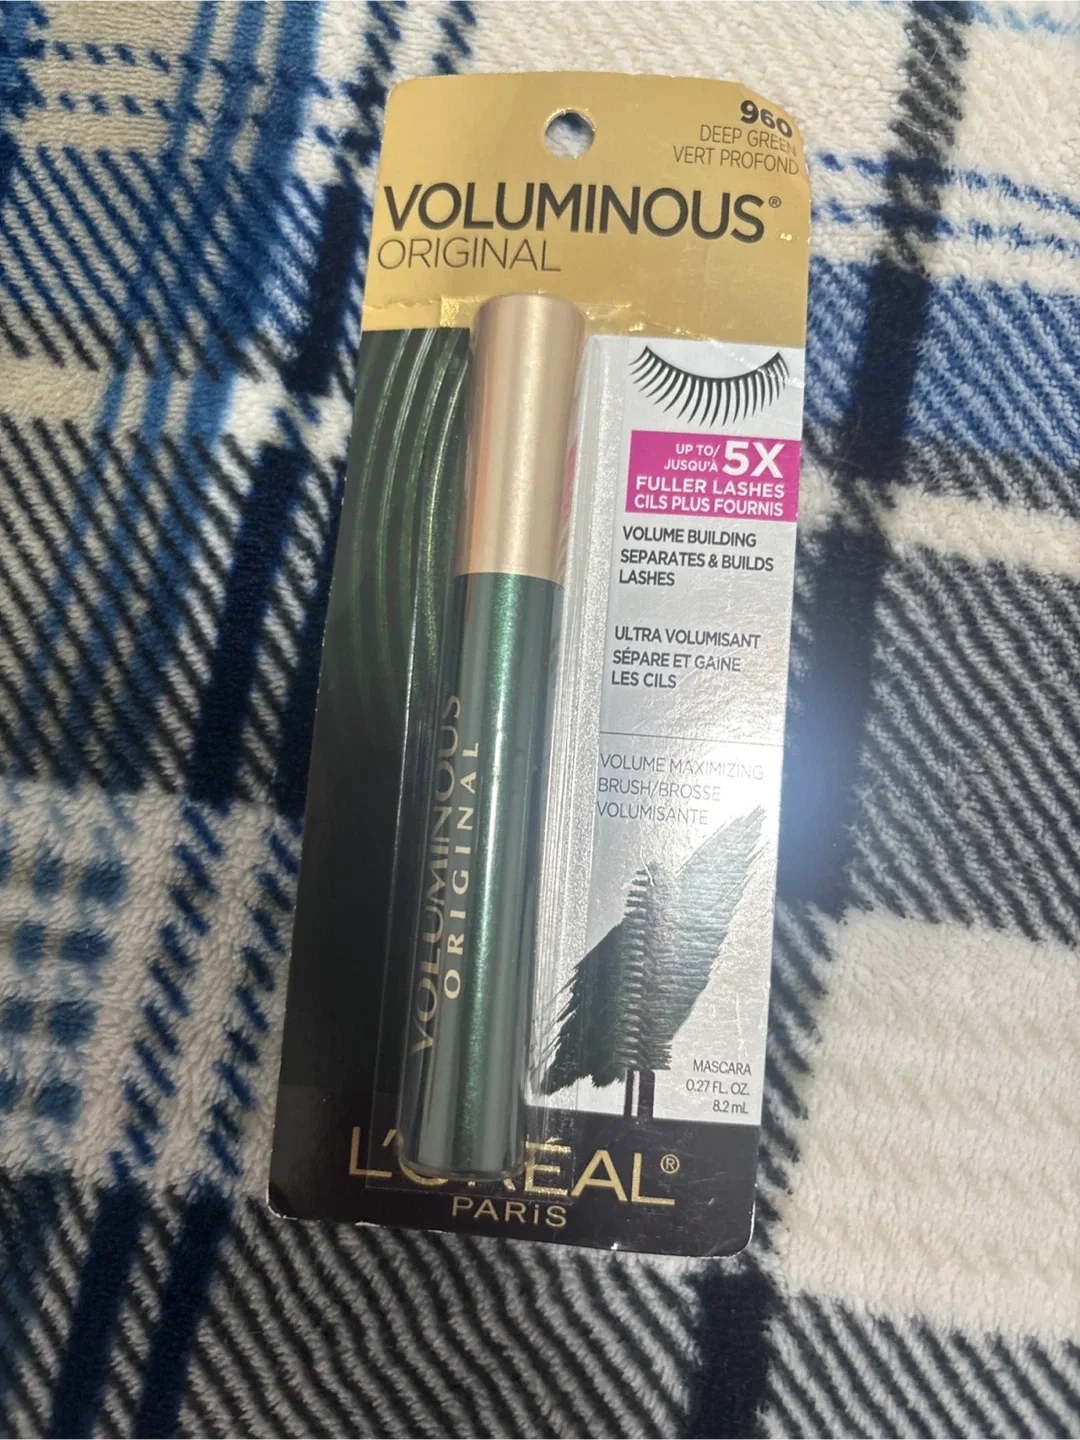 960
DEEP GREEN
VERT PROFOND
VOLUMINOUS®
ORIGINAL
UP TO/
JUSQU'À
5X
FULLER LASHES
CILS PLUS FOURNIS
VOLUME BUILDING
SEPARATES & BUILDS
LASHES
ULTRA VOLUMISANT
SÉPARE ET GAINE
LES CILS
VOLUME MAXIMIZING
BRUSH/BROSSE
VOLUMISANTE
VOLUMINOUS
ORIGINAL
MASCARA
0.27 FL. OZ.
8.2 mL
L'ORÉAL®
PARiS